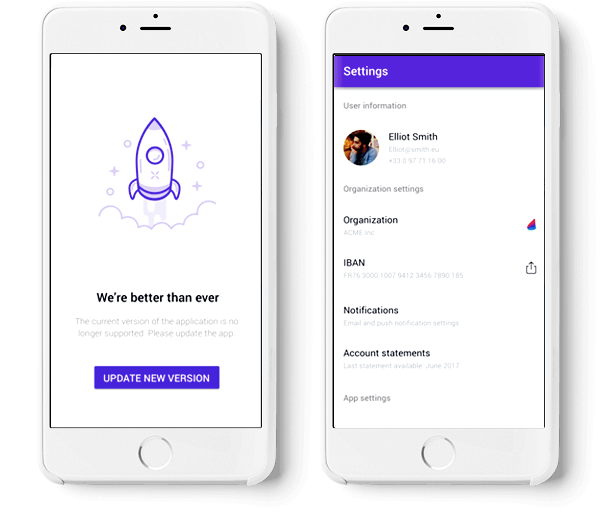 We're better than ever
The current version of the application is no
longer supported. Please update the app.
UPDATE NEW VERSION
Settings
User information
Elliot Smith
Elliot@smith.eu
+33 0 97 73 16 00
Organization settings
Organization
ACME Inc
IBAN
FR76 3000 1007 9412 3456 7890 185
Notifications
Email and push notification settings
Account statements
Last statement available: June 2017
App settings